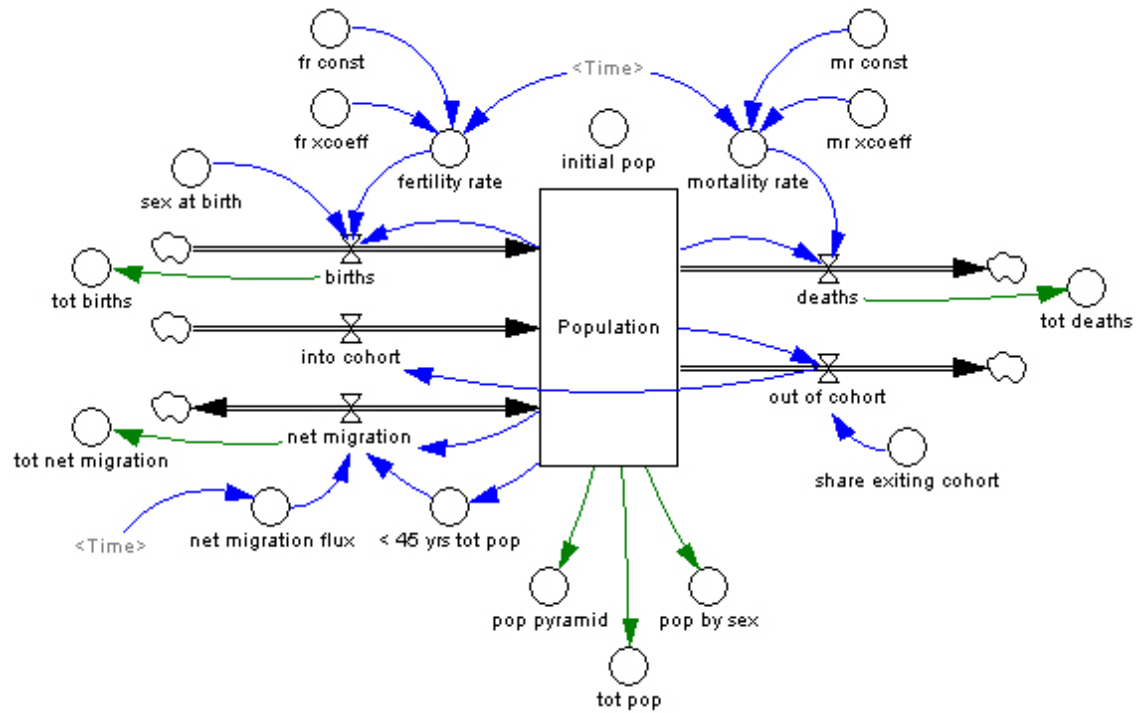 fr const
<Time>
mr const
fr xcoeff
initial pop
mr xcoeff
sex at birth
fertility rate
mortality rate
births
deaths
tot births
tot deaths
Population
into cohort
out of cohort
net migration
tot net migration
share exiting cohort
<Time>
net migration flux
< 45 yrs tot pop
pop pyramid
pop by sex
tot pop